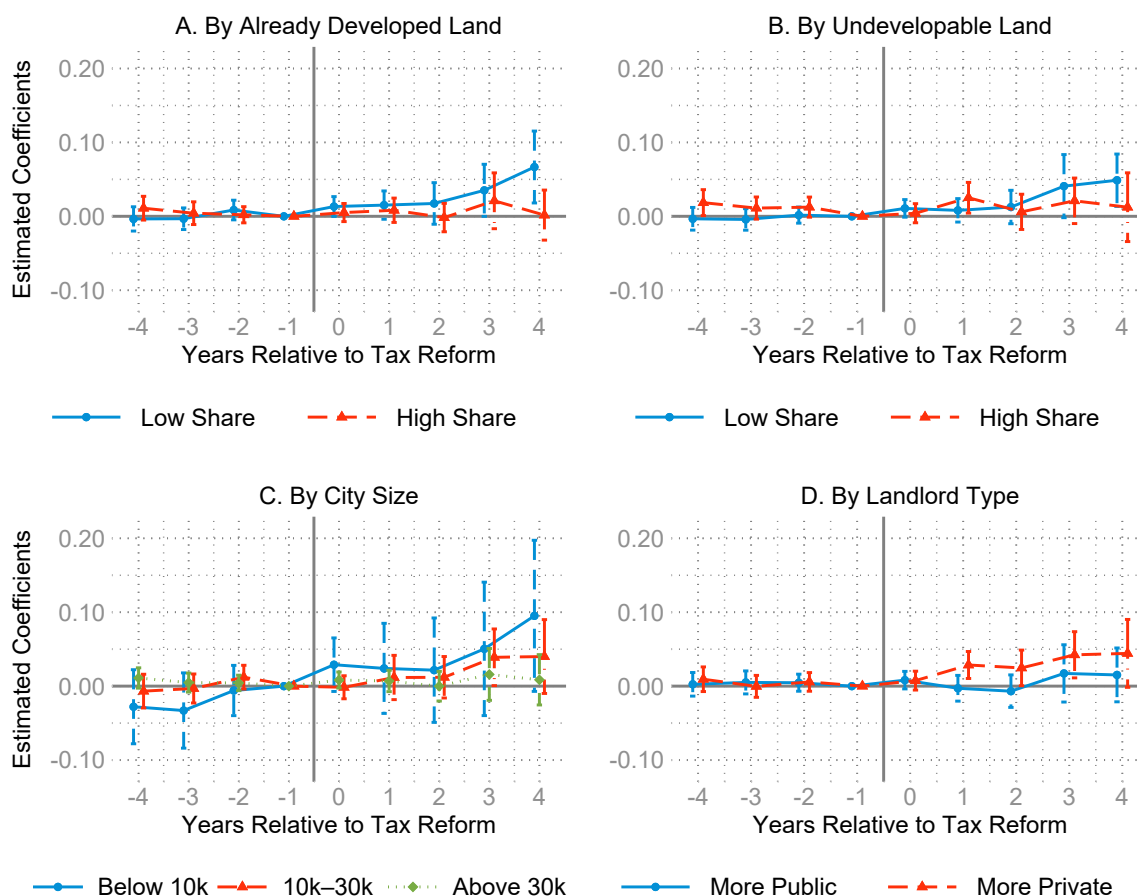 A. By Already Developed Land
B. By Undevelopable Land
Estimated Coefficients
0.20
0.10
0.00
-0.10
-4 -3 -2 -1 0 1 2 3 4
Years Relative to Tax Reform
0.20
0.10
0.00
-0.10
-4 -3 -2 -1 0 1 2 3 4
Years Relative to Tax Reform
Low Share High Share
Low Share High Share
C. By City Size
D. By Landlord Type
Estimated Coefficients
0.20
0.10
0.00
-0.10
-4 -3 -2 -1 0 1 2 3 4
Years Relative to Tax Reform
0.20
0.10
0.00
-0.10
-4 -3 -2 -1 0 1 2 3 4
Years Relative to Tax Reform
Below 10k 10k–30k Above 30k
More Public More Private